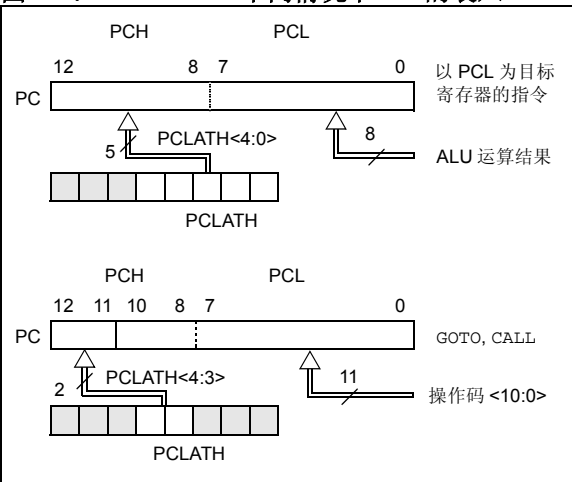 PCH PCL
12 8 7 0
PC
以 PCL 为目标
寄存器的指令
5
PCLATH<4:0>
8
ALU 运算结果
PCLATH
PCH PCL
12 11 10 8 7 0
PC
GOTO, CALL
2
PCLATH<4:3>
11
操作码 <10:0>
PCLATH